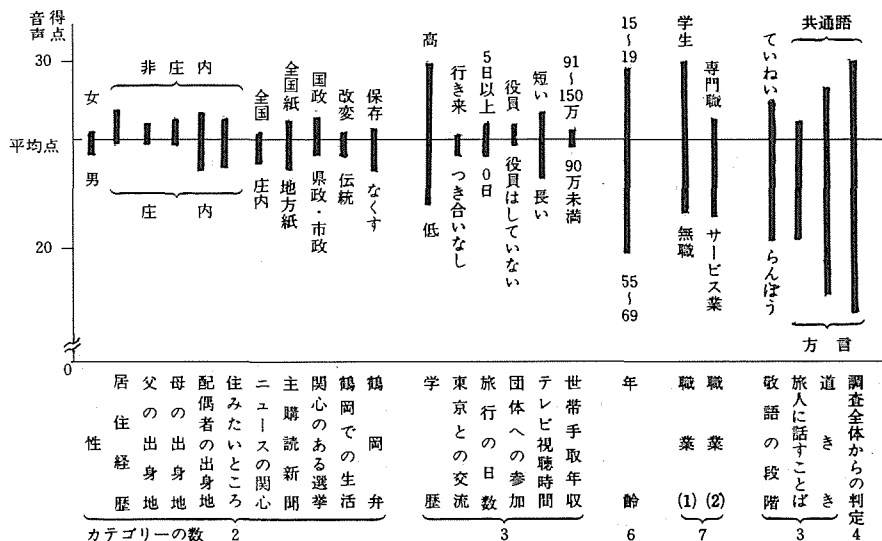 音声得点
30
平均点
20
0
女
男
非庄内
庄内
全国
庄内
全国紙
地方紙
国政
県政・市政
改変
伝統
保存
なくす
高
低
行き来
つき合いなし
5日以上
0日
役員
役員はしていない
短い
長い
91〜150万
90万未満
15〜19
55〜69
学生
無職
専門職
サービス業
ていねい
らんぼう
共通語
方言
性
居住経歴
父の出身地
母の出身地
配偶者の出身地
住みたいところ
ニュースの関心
主購読新聞
関心のある選挙
鶴岡での生活
鶴岡弁
学歴
東京との交流
旅行の日数
団体への参加
テレビ視聴時間
世帯手取年収
年齢
職業(1)
職業(2)
敬語の段階
旅人に話すことば
道きき
調査全体からの判定
カテゴリーの数 2 3 6 7 3 4